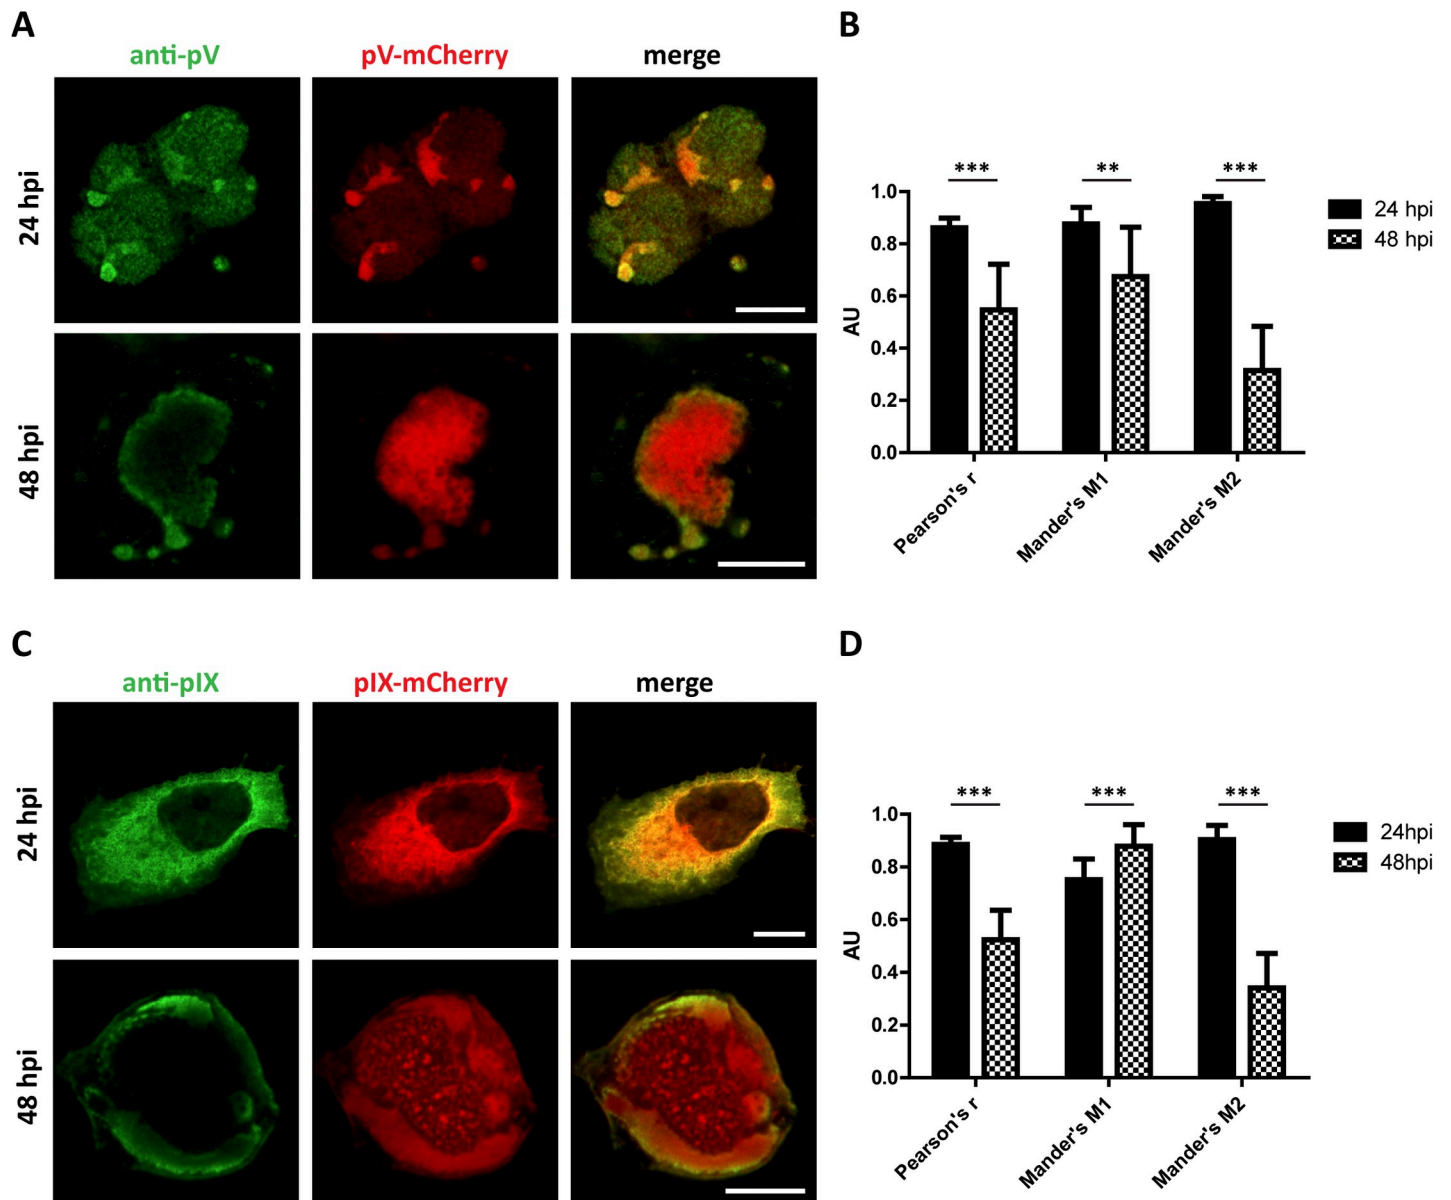 A
anti-pV
pV-mCherry
merge
24 hpi
48 hpi
B
***
**
***
1.0
0.8
0.6
0.4
0.2
0.0
AU
Pearson's r
Mander's M1
Mander's M2
24 hpi
48 hpi
C
anti-pIX
pIX-mCherry
merge
24 hpi
48 hpi
D
***
***
***
1.0
0.8
0.6
0.4
0.2
0.0
AU
Pearson's r
Mander's M1
Mander's M2
24hpi
48hpi